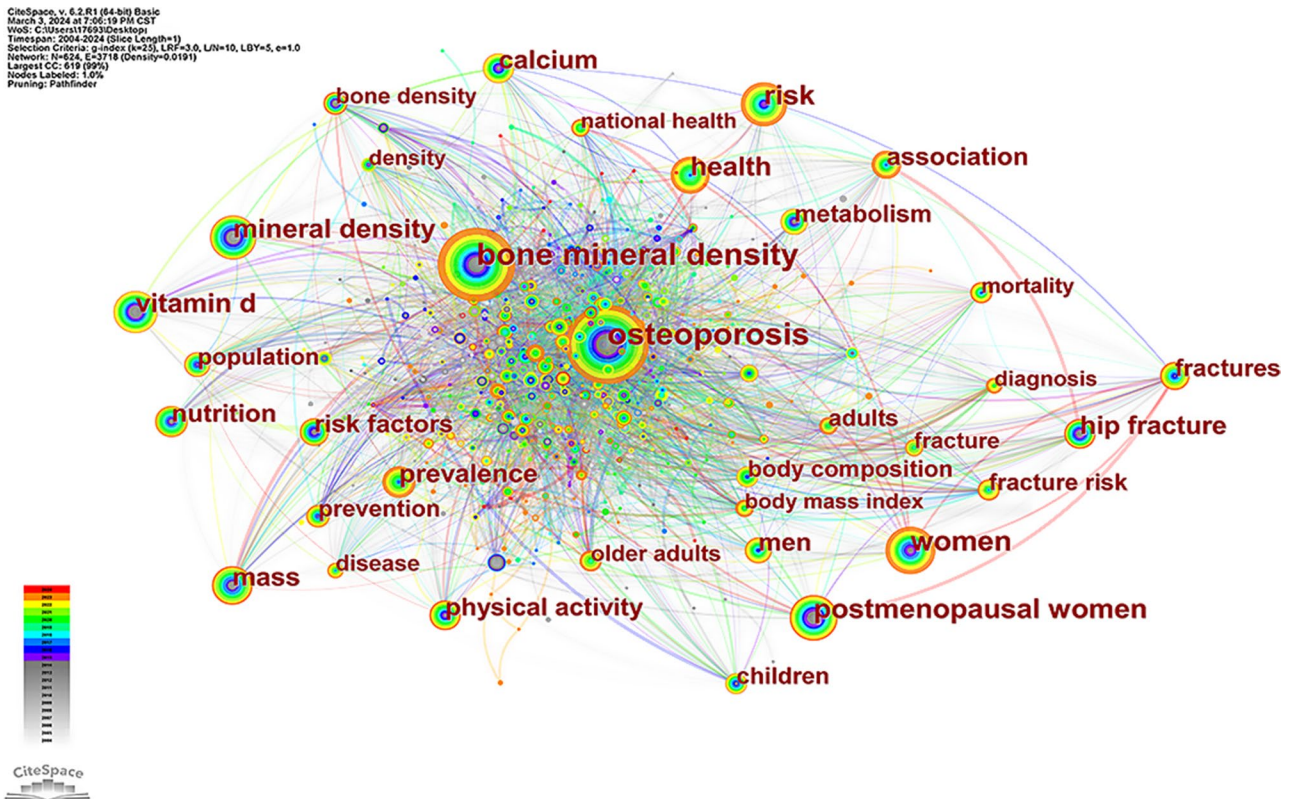 CiteSpace, v. 6.2.R1 (64-bit) Basic
March 3, 2024 at 7:06:19 PM CST
WoS: C:\Users\17693\Desktop\
Timespan: 2004-2024 (Slice Length=1)
Selection Criteria: g-index (k=25), LRF=3.0, L/N=10, LBY=5, e=1.0
Network: N=624, E=3718 (Density=0.0191)
Largest CC: 619 (99%)
Nodes Labeled: 1.0%
Pruning: Pathfinder
calcium
bone density
risk
national health
density
health
association
metabolism
mineral density
bone mineral density
mortality
vitamin d
osteoporosis
population
fractures
diagnosis
nutrition
risk factors
adults
hip fracture
fracture
prevalence
body composition
fracture risk
prevention
body mass index
men
women
older adults
disease
mass
physical activity
postmenopausal women
children
CiteSpace